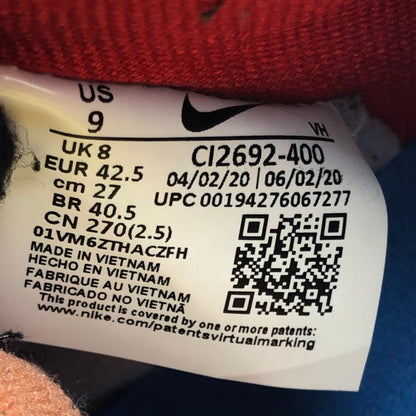 US
9
VH
UK 8
EUR 42.5
cm 27
BR 40.5
CN 270(2.5)
CI2692-400
04/02/20 | 06/02/20
UPC 00194276067277
01VM6ZTHACZFH
MADE IN VIETNAM
HECHO EN VIETNAM
FABRIQUE AU VIETNAM
FABRICADO NO VIETNÃ
This product is covered by one or more patents:
www.nike.com/patentsvirtualmarking